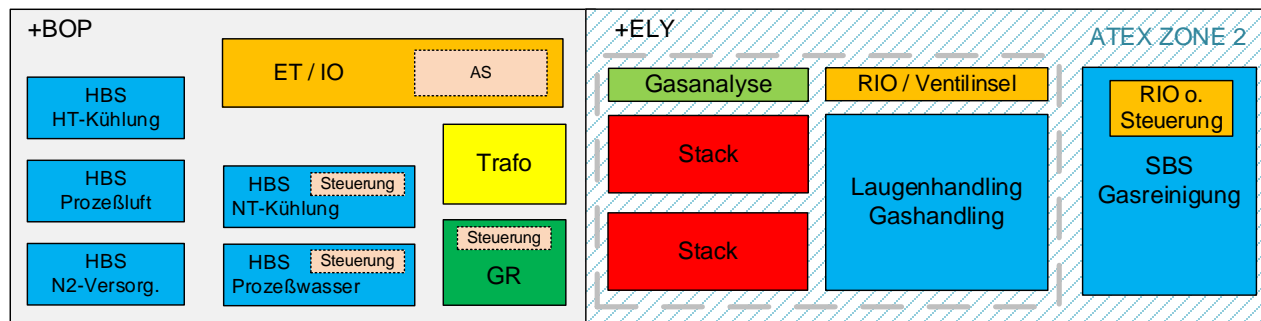 +BOP
ET / IO
AS
HBS
HT-Kühlung
HBS
Prozeßluft
HBS
N2-Versorg.
HBS
Steuerung
NT-Kühlung
HBS
Steuerung
Prozeßwasser
Trafo
Steuerung
GR
+ELY
ATEX ZONE 2
Gasanalyse
Stack
Stack
RIO / Ventilinsel
Laugenhandling
Gashandling
RIO o.
Steuerung
SBS
Gasreinigung